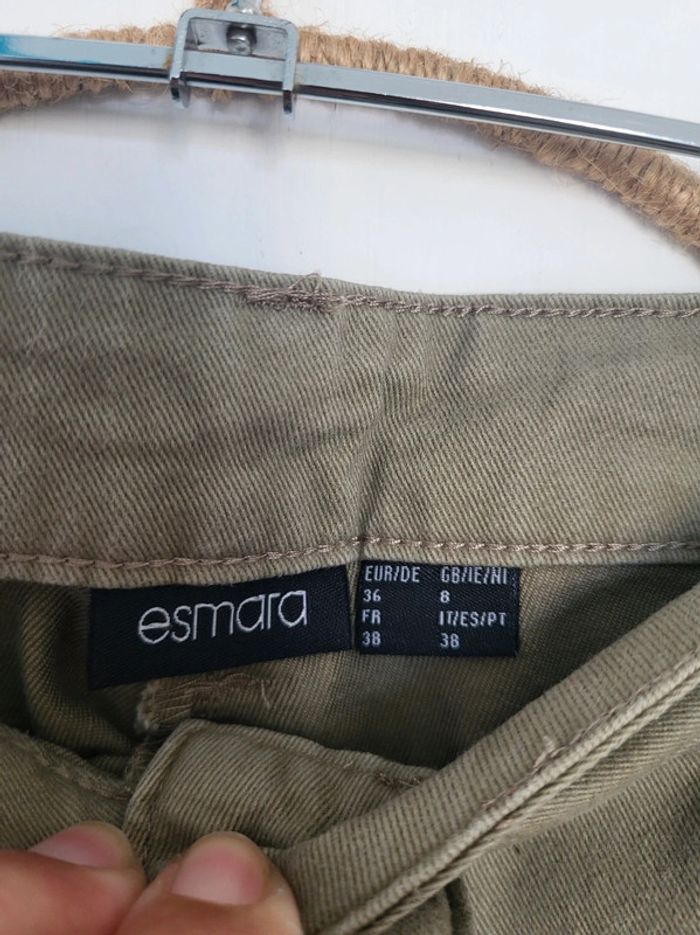 esmara
EUR/DE GB/IE/NI
36 8
FR IT/ES/PT
38 38